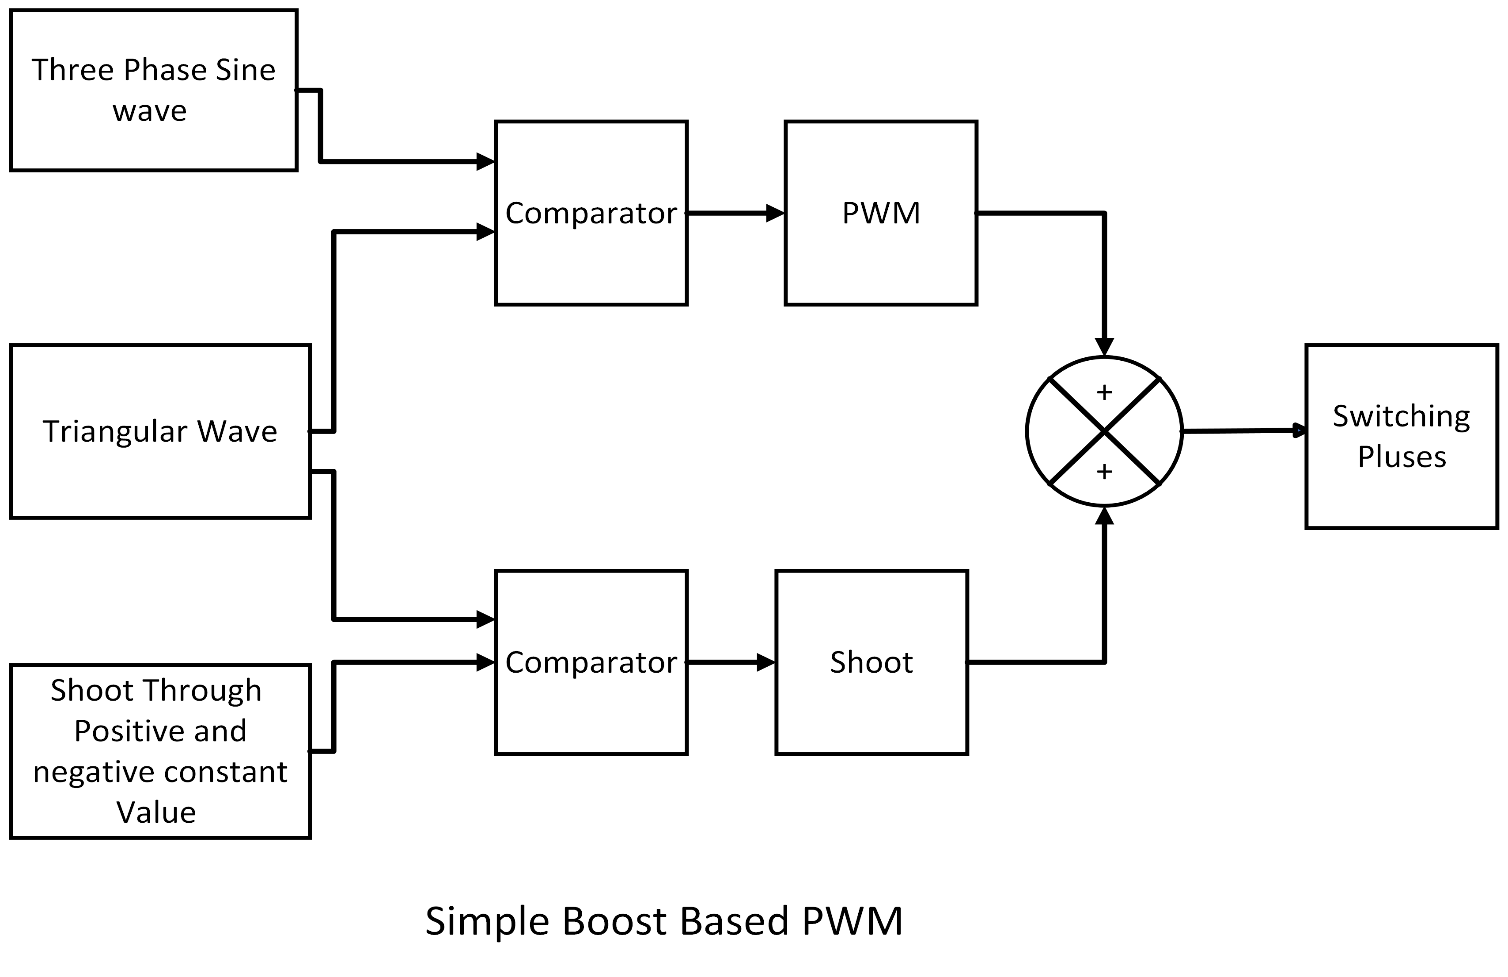 Three Phase Sine
wave
Comparator
PWM
Triangular Wave
+
+
Switching
Pluses
Shoot Through
Positive and
negative constant
Value
Comparator
Shoot
Simple Boost Based PWM